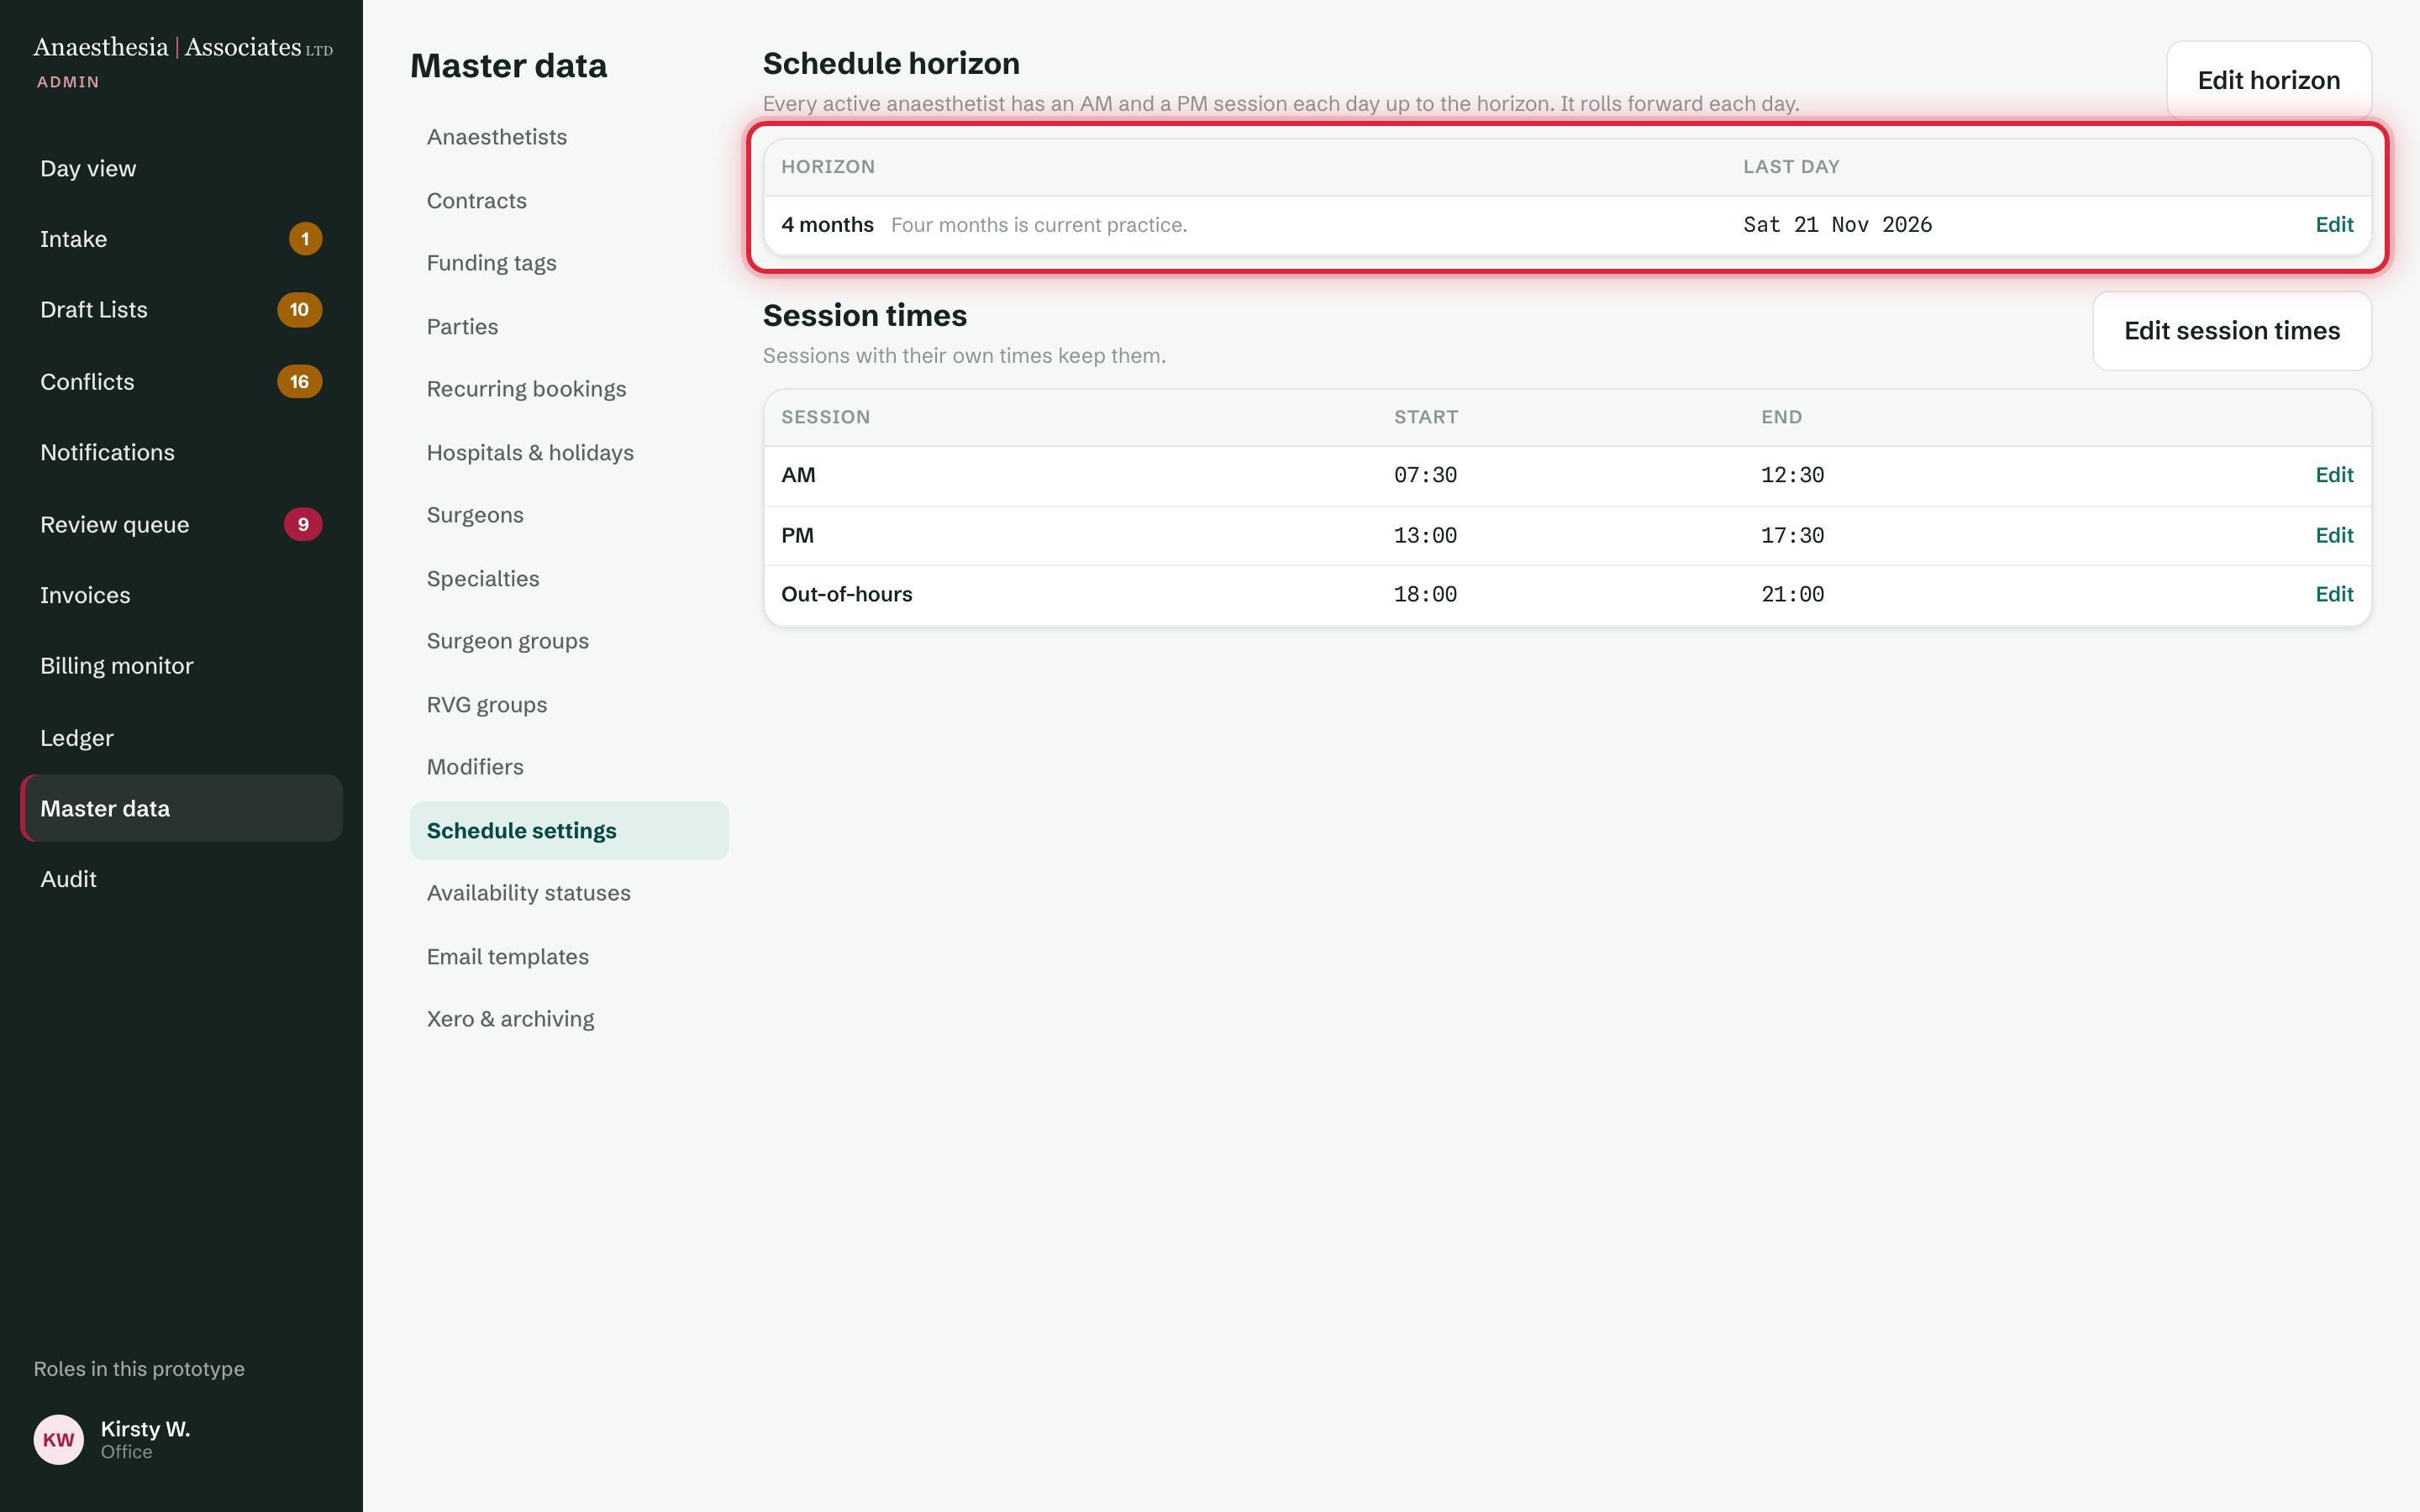 Anaesthesia | Associates LTD
ADMIN
Day view
Intake 1
Draft Lists 10
Conflicts 16
Notifications
Review queue 9
Invoices
Billing monitor
Ledger
Master data
Audit
Roles in this prototype
KW
Kirsty W.
Office
Master data
Anaesthetists
Contracts
Funding tags
Parties
Recurring bookings
Hospitals & holidays
Surgeons
Specialties
Surgeon groups
RVG groups
Modifiers
Schedule settings
Availability statuses
Email templates
Xero & archiving
Schedule horizon
Every active anaesthetist has an AM and a PM session each day up to the horizon. It rolls forward each day.
Edit horizon
HORIZON LAST DAY
4 months Four months is current practice. Sat 21 Nov 2026 Edit
Session times
Sessions with their own times keep them.
Edit session times
SESSION START END
AM 07:30 12:30 Edit
PM 13:00 17:30 Edit
Out-of-hours 18:00 21:00 Edit